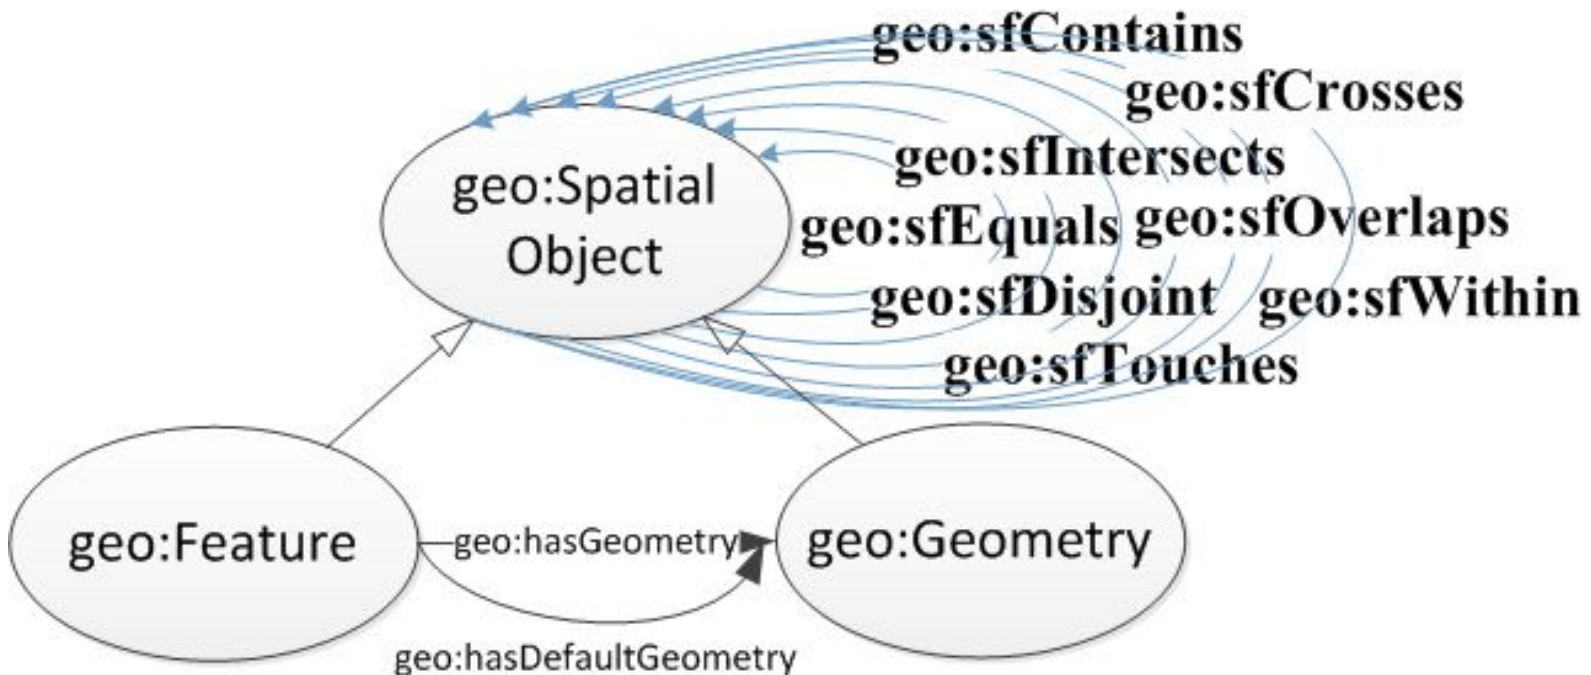 geo:sfContains
geo:sfCrosses
geo:sfIntersects
geo:Spatial
Object
geo:sfEquals
geo:sfOverlaps
geo:sfDisjoint
geo:sfWithin
geo:sfTouches
geo:Feature
geo:hasGeometry
geo:Geometry
geo:hasDefaultGeometry